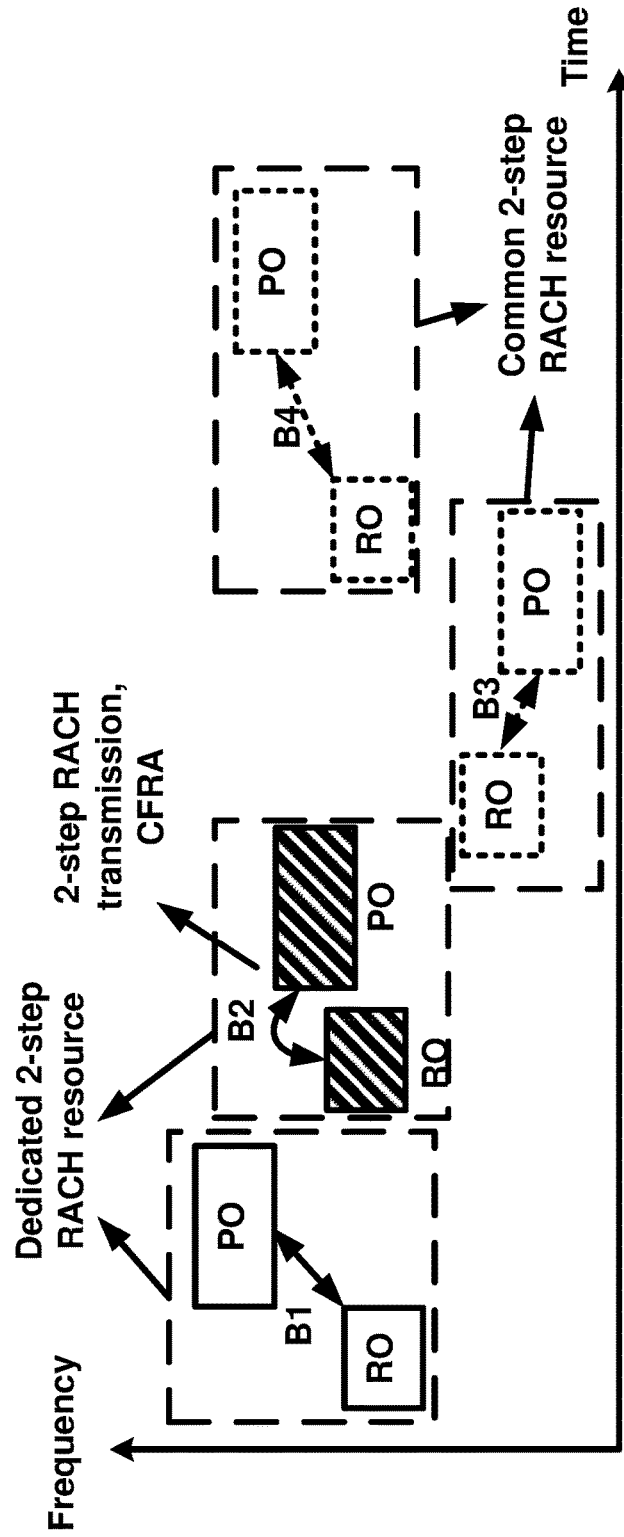 Frequency
Dedicated 2-step
RACH resource
2-step RACH
transmission,
CFRA
RO
B1
PO
RO
B2
PO
RO
B3
PO
RO
B4
PO
Common 2-step
RACH resource
Time